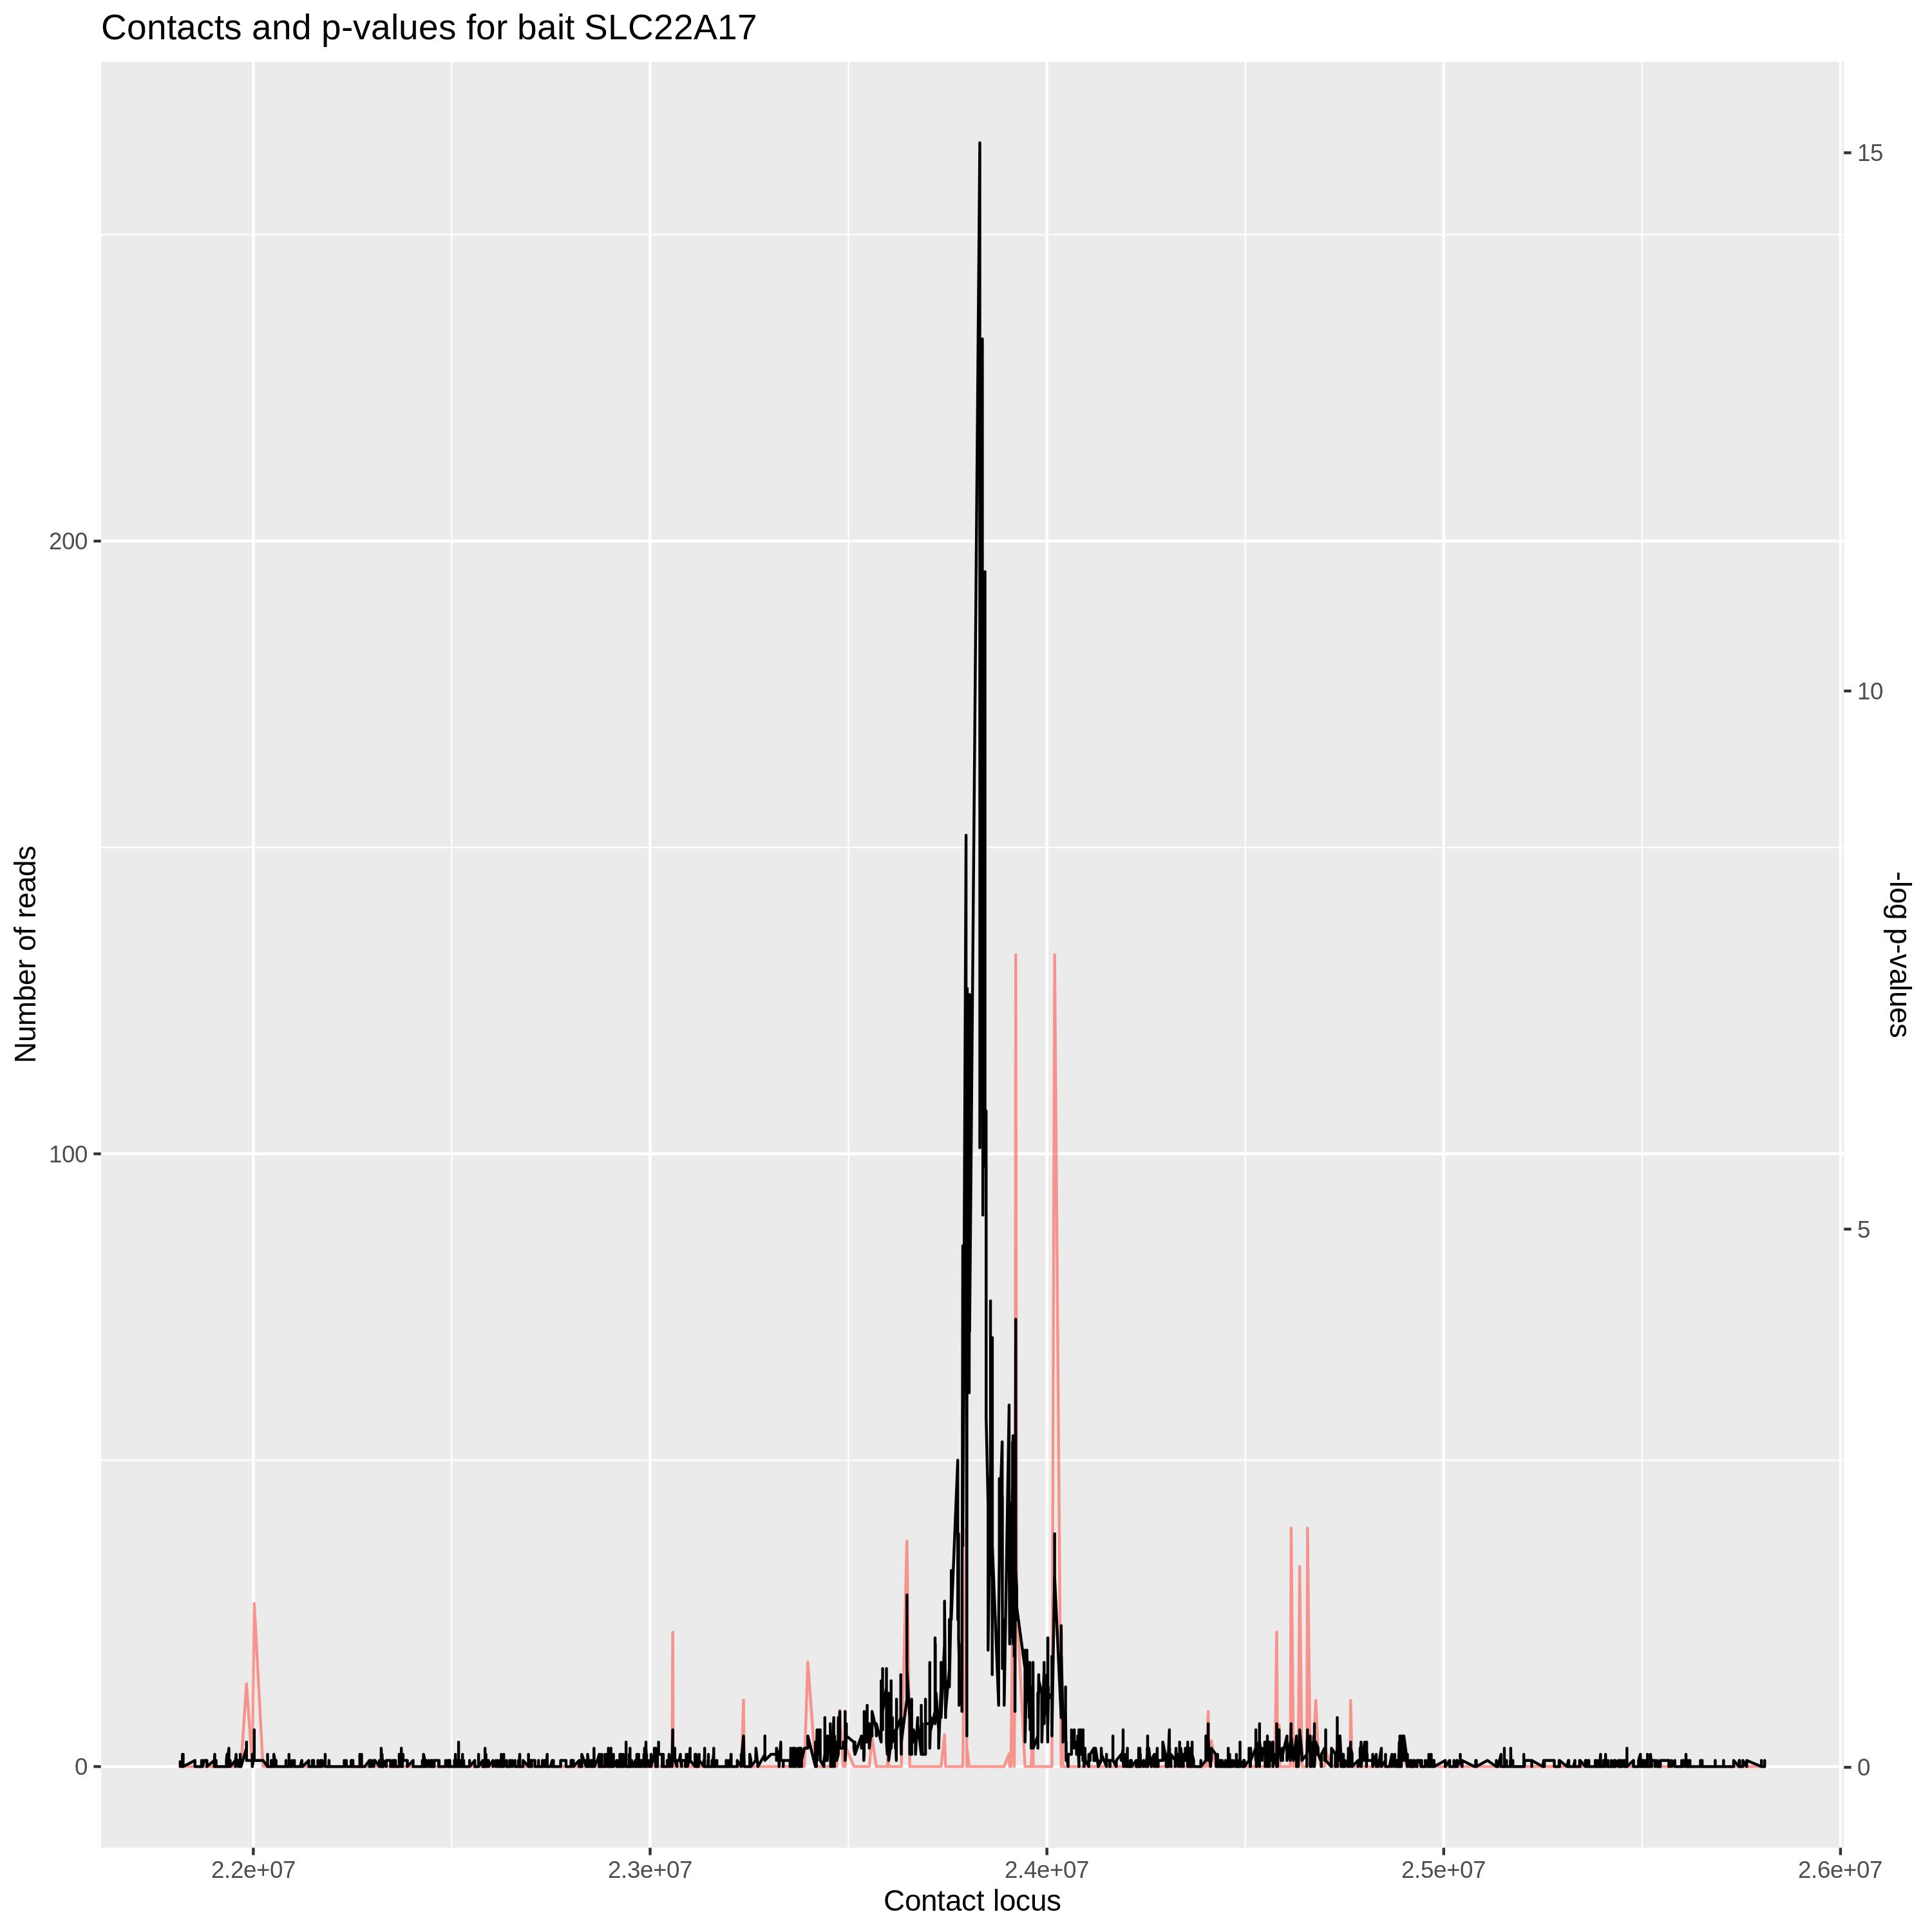 Contacts and p-values for bait SLC22A17
Number of reads
200
100
0
15
10
5
0
-log p-values
2.2e+07
2.3e+07
2.4e+07
2.5e+07
2.6e+07
Contact locus